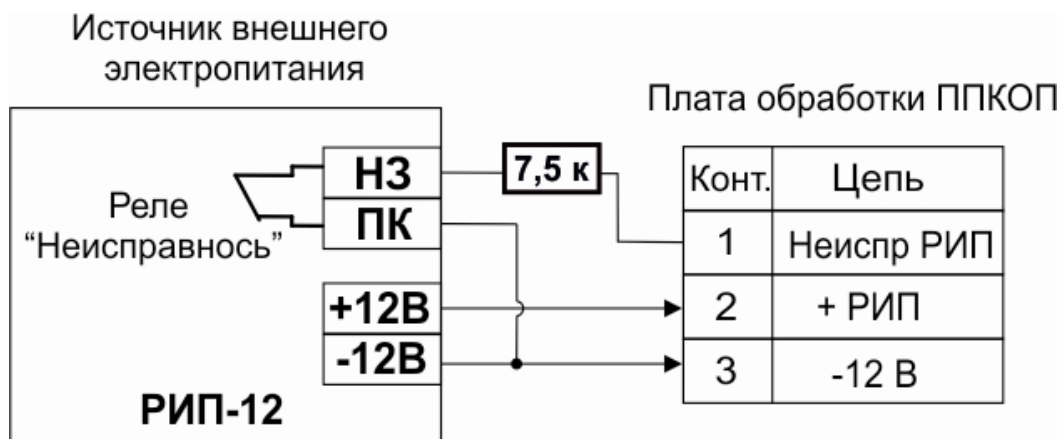 Источник внешнего
электропитания
Плата обработки ППКОП
НЗ
7,5 к
Конт.
Цепь
Реле
“Неисправнось”
ПК
1
Неиспр РИП
+12В
2
+ РИП
-12В
3
-12 В
РИП-12